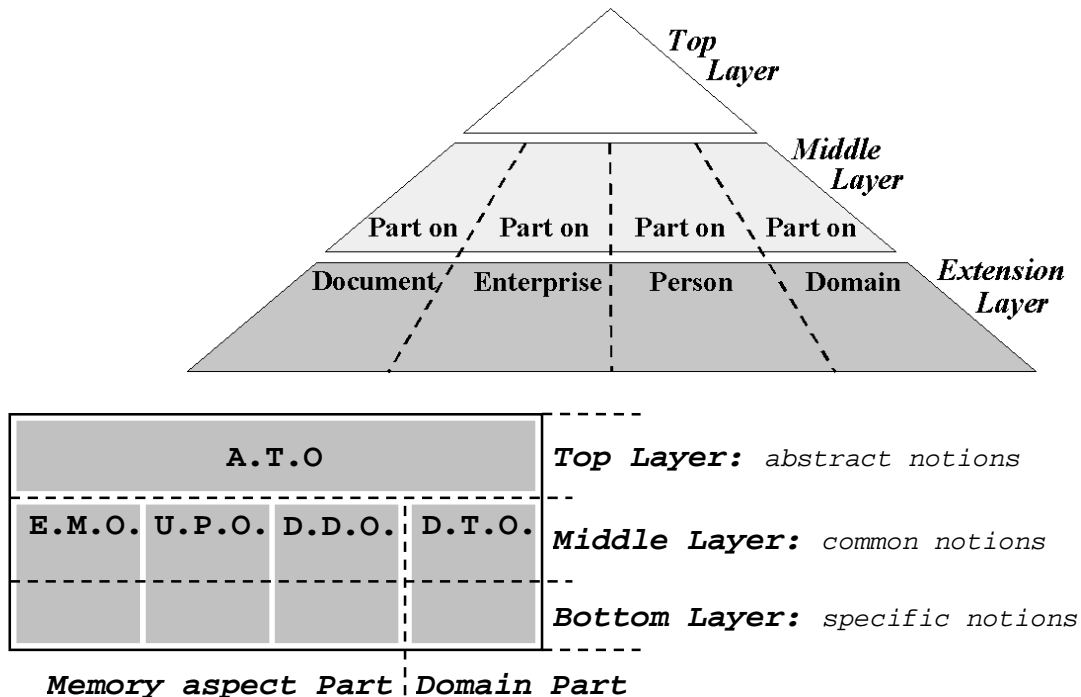 Top
Layer
Middle
Layer
Part on Part on Part on Part on
Document Enterprise Person Domain
Extension
Layer
A.T.O
Top Layer: abstract notions
E.M.O. U.P.O. D.D.O. D.T.O.
Middle Layer: common notions
Bottom Layer: specific notions
Memory aspect Part Domain Part